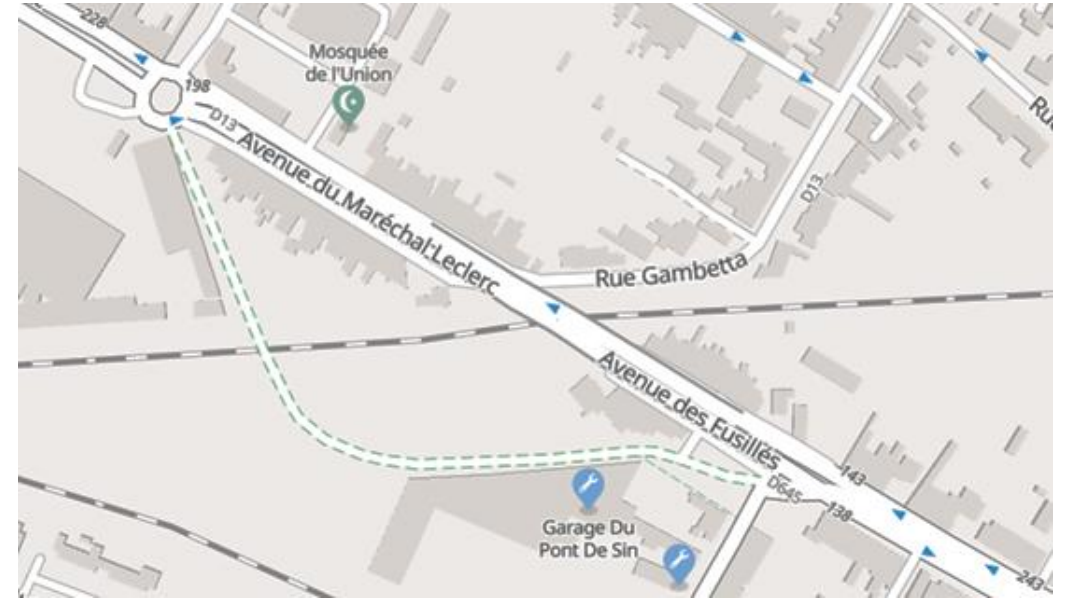 228
Mosquée
de l'Union
198
D13
Avenue du Maréchal Leclerc
Rue
D13
Rue Gambetta
Avenue des Fusillés
143
D645
138
Garage Du
Pont De Sin
243